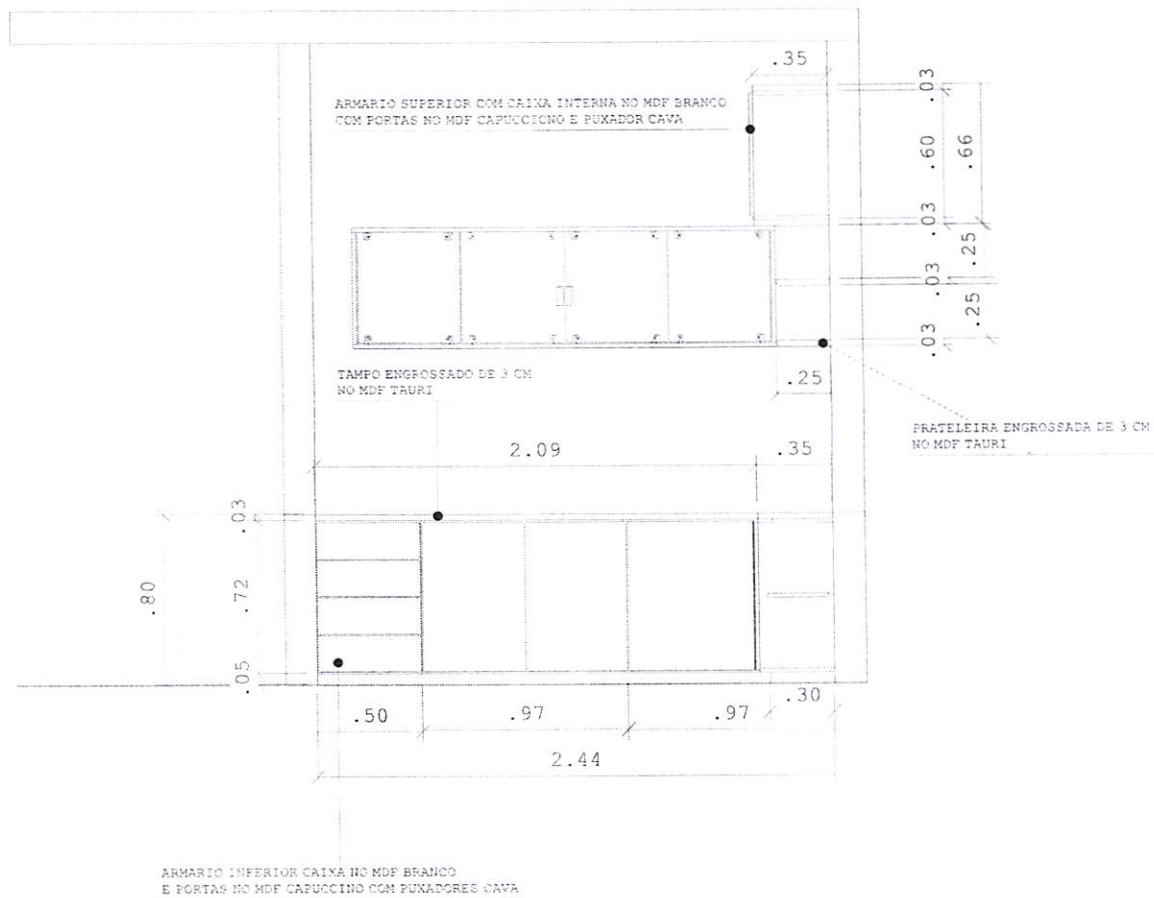 .35
ARMARIO SUPERIOR COM CAIXA INTERNA NO MDF BRANCO
COM PORTAS NO MDF CAPUCCICNO E PUXADOR CAVA
.03
.60
.66
.03
.25
.03
.25
.03
TAMPO ENGROSSADO DE 3 CM
NO MDF TAURI
.25
PRATELEIRA ENGROSSADA DE 3 CM
NO MDF TAURI
2.09
.35
.03
.80
.72
.05
.30
.50
.97
.97
2.44
ARMARIO INFERIOR CAIXA NO MDF BRANCO
E PORTAS NO MDF CAPUCCINO COM PUXADORES CAVA